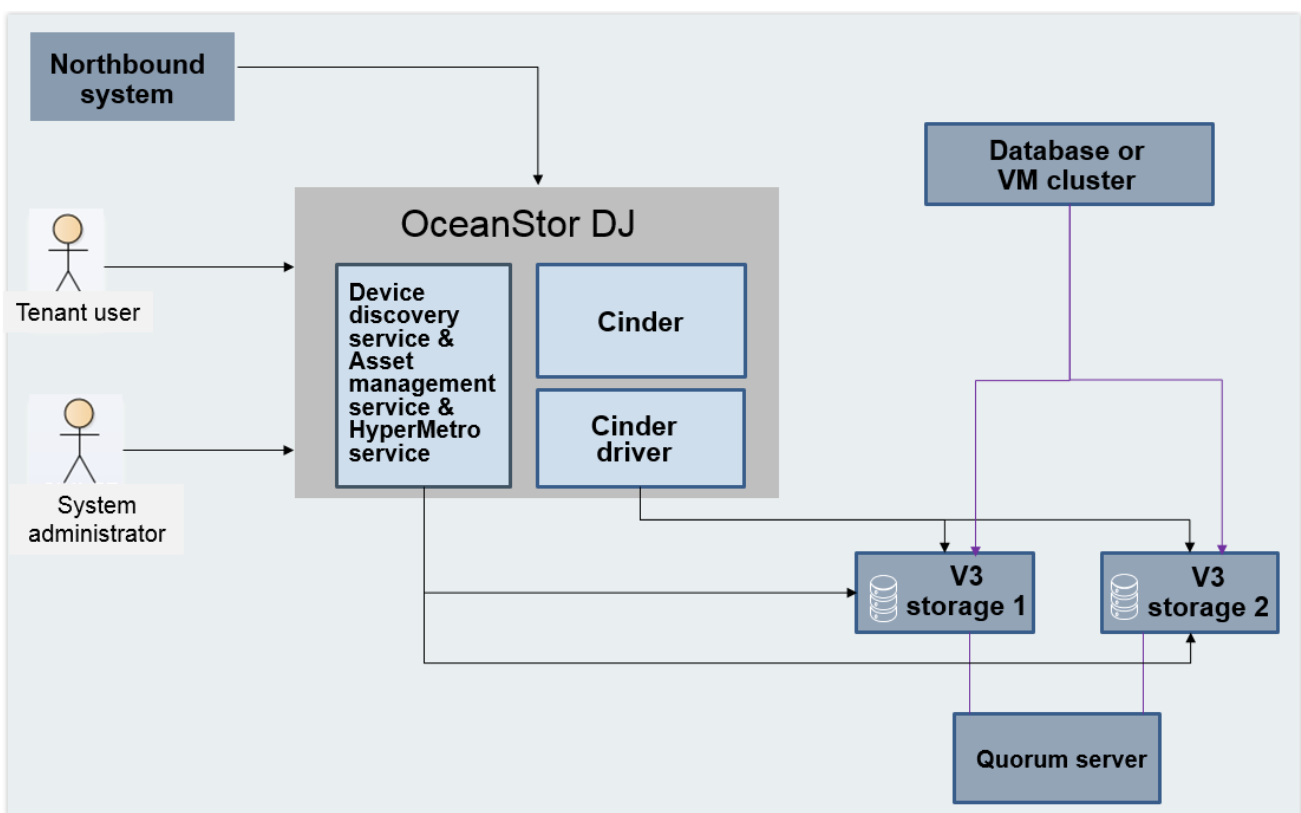 Northbound
system
Database or
VM cluster
OceanStor DJ
Tenant user
Device
discovery
service &
Asset
management
service &
HyperMetro
service
Cinder
Cinder
driver
System
administrator
V3
storage 1
V3
storage 2
Quorum server